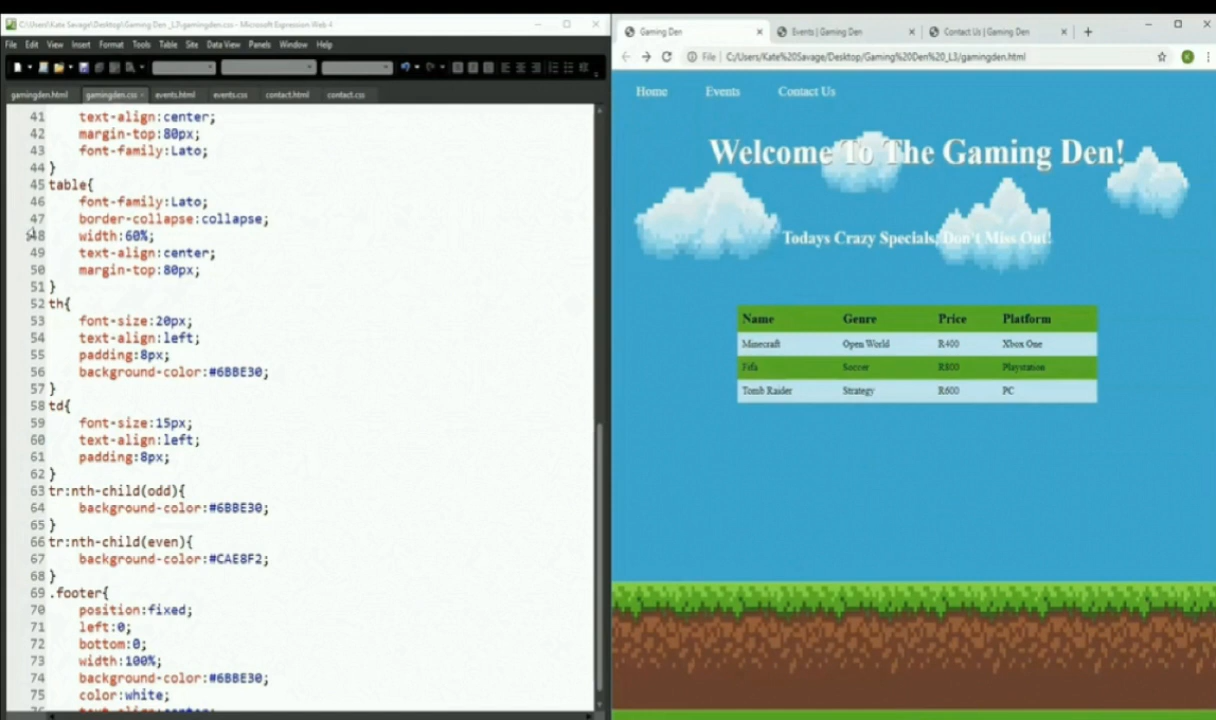 C:\Users\Kate Savage\Desktop\Gaming Den _L3\gamingden.css - Microsoft Expression Web 4
File Edit View Insert Format Tools Table Site Data View Panels Window Help
gamingden.html gamingden.css × events.html events.css contact.html contact.css
41 text-align:center;
42 margin-top:80px;
43 font-family:Lato;
44 }
45 table{
46 font-family:Lato;
47 border-collapse:collapse;
48 width:60%;
49 text-align:center;
50 margin-top:80px;
51 }
52 th{
53 font-size:20px;
54 text-align:left;
55 padding:8px;
56 background-color:#6BBE30;
57 }
58 td{
59 font-size:15px;
60 text-align:left;
61 padding:8px;
62 }
63 tr:nth-child(odd){
64 background-color:#6BBE30;
65 }
66 tr:nth-child(even){
67 background-color:#CAE8F2;
68 }
69 .footer{
70 position:fixed;
71 left:0;
72 bottom:0;
73 width:100%;
74 background-color:#6BBE30;
75 color:white;
text-align:center;
Gaming Den Events | Gaming Den Contact Us | Gaming Den
File C:/Users/Kate%20Savage/Desktop/Gaming%20Den%20_L3/gamingden.html
K
Home Events Contact Us
Welcome To The Gaming Den!
Todays Crazy Specials! Don't Miss Out!
Name Genre Price Platform
Minecraft Open World R400 Xbox One
Fifa Soccer R800 Playstation
Tomb Raider Strategy R600 PC